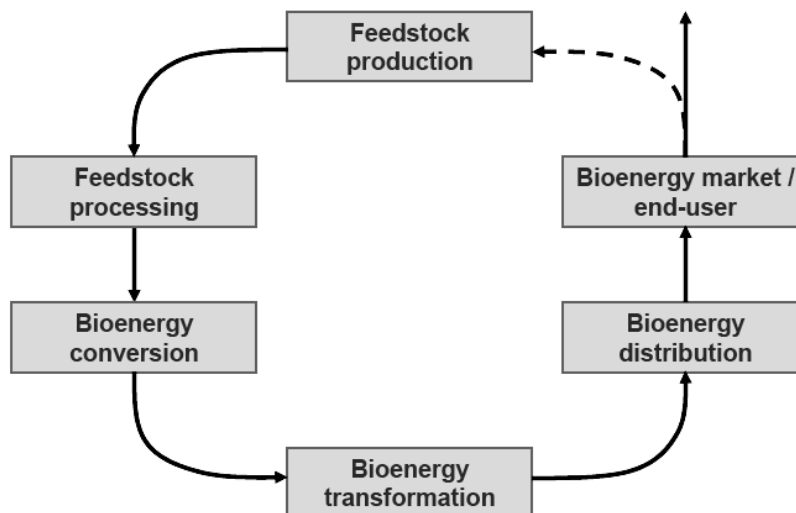 Feedstock
production
Feedstock
processing
Bioenergy
conversion
Bioenergy
transformation
Bioenergy
distribution
Bioenergy market /
end-user